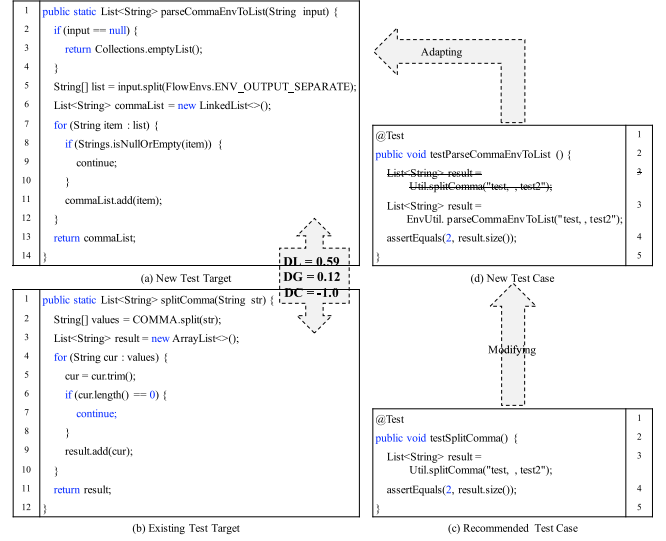 1 public static List<String> parseCommaEnvToList(String input) {
2 if (input == null) {
3 return Collections.emptyList();
4 }
5 String[] list = input.split(FlowEnvs.ENV_OUTPUT_SEPARATE);
6 List<String> commaList = new LinkedList<>();
7 for (String item : list) {
8 if (Strings.isNullOrEmpty(item)) {
9 continue;
10 }
11 commaList.add(item);
12 }
13 return commaList;
14 }
(a) New Test Target
DL = 0.59
DG = 0.12
DC = -1.0
1 public static List<String> splitComma(String str) {
2 String[] values = COMMA.split(str);
3 List<String> result = new ArrayList<>();
4 for (String cur : values) {
5 cur = cur.trim();
6 if (cur.length() == 0) {
7 continue;
8 }
9 result.add(cur);
10 }
11 return result;
12 }
(b) Existing Test Target
Adapting
@Test 1
public void testParseCommaEnvToList () { 2
List<String> result = 3
Util.splitComma("test, , test2");
List<String> result = 3
EnvUtil. parseCommaEnvToList("test, , test2");
assertEquals(2, result.size()); 4
} 5
(d) New Test Case
Modifying
@Test 1
public void testSplitComma() { 2
List<String> result = 3
Util.splitComma("test, , test2");
assertEquals(2, result.size()); 4
} 5
(c) Recommended Test Case